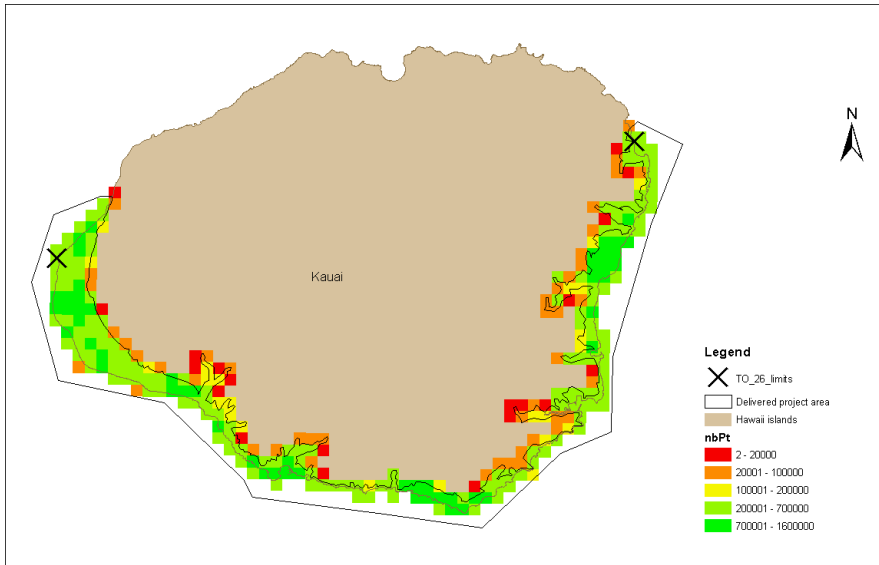 N
Kauai
Legend
TO_26_limits
Delivered project area
Hawaii islands
nbPt
2 - 20000
20001 - 100000
100001 - 200000
200001 - 700000
700001 - 1600000